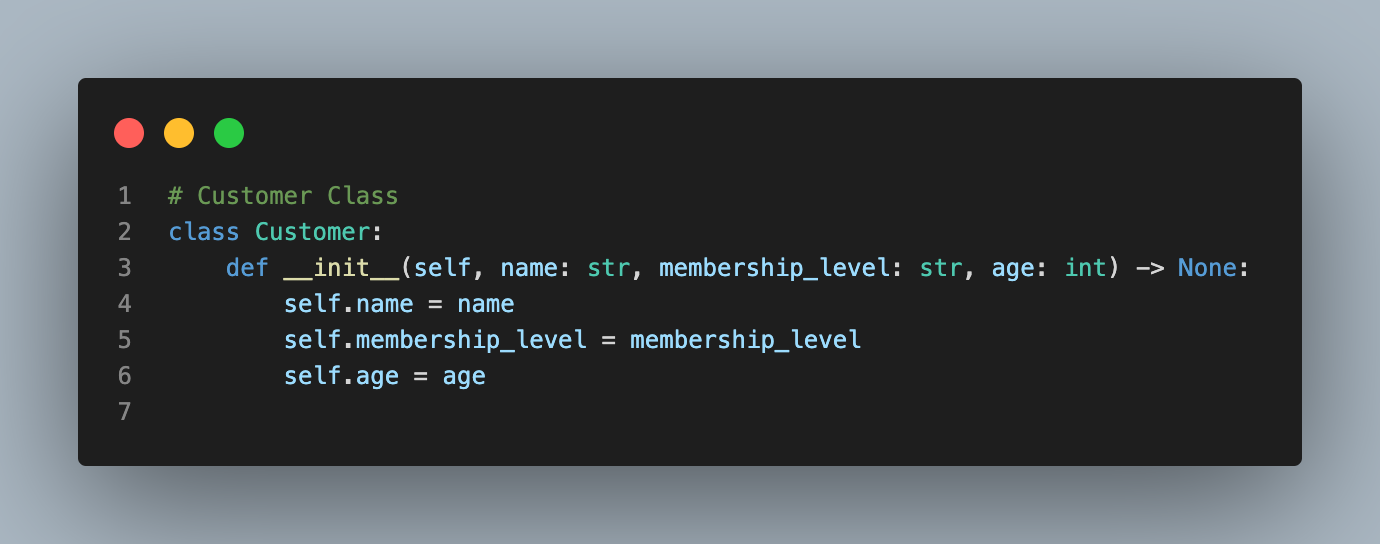 1 # Customer Class
2 class Customer:
3     def __init__(self, name: str, membership_level: str, age: int) -> None:
4         self.name = name
5         self.membership_level = membership_level
6         self.age = age
7